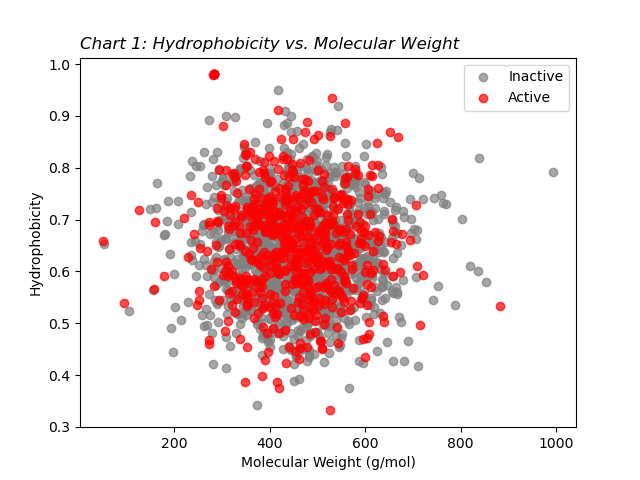 Chart 1: Hydrophobicity vs. Molecular Weight
Inactive
Active
1.0
0.9
0.8
0.7
0.6
0.5
0.4
0.3
Hydrophobicity
200
400
600
800
1000
Molecular Weight (g/mol)